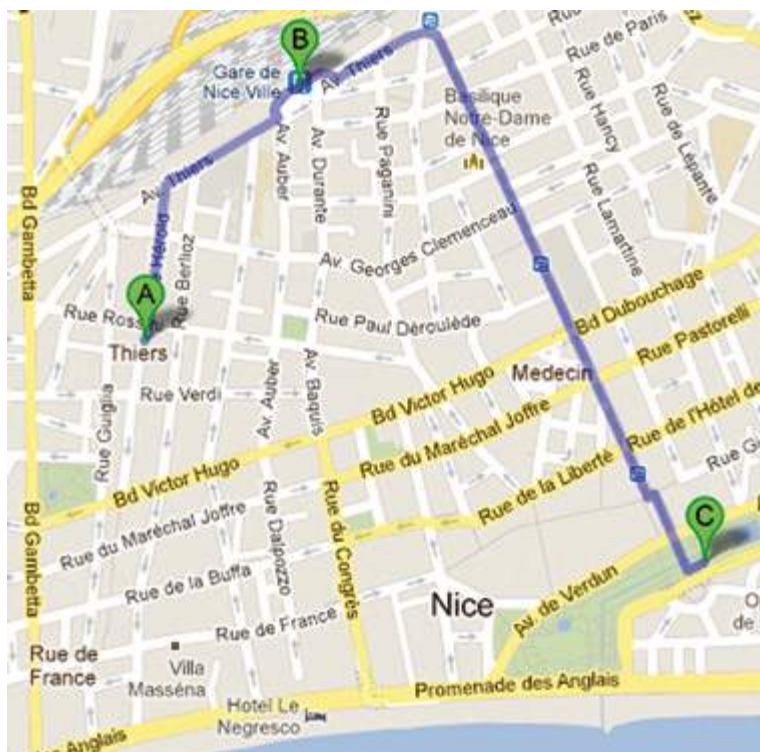 B
Gare de
Nice Ville
Av. Thiers
Rue de Paris
Basilique
Notre-Dame
de Nice
Rue Hancy
Rue de Lépante
Av. Auber
Av. Durante
Rue Paganini
Av. Thiers
Bd Gambetta
Hérold
Rue Berlioz
Av. Georges Clemenceau
Rue Lamartine
A
Rue Ross
Thiers
Rue Paul Déroulède
Bd Dubouchage
Rue Pastorelli
Medecin
Rue Verdi
Av. Auber
Av. Baquis
Rue Guiglia
Bd Victor Hugo
Rue du Maréchal Joffre
Rue de l'Hôtel de
Bd Victor Hugo
Rue de la Liberté
Bd Gambetta
Rue du Maréchal Joffre
Rue Dalpozzo
Rue du Congrès
C
Rue de la Buffa
Nice
Av. de Verdun
Rue de France
Rue de
France
Villa
Masséna
Hotel Le
Negresco
Promenade des Anglais
Anglais